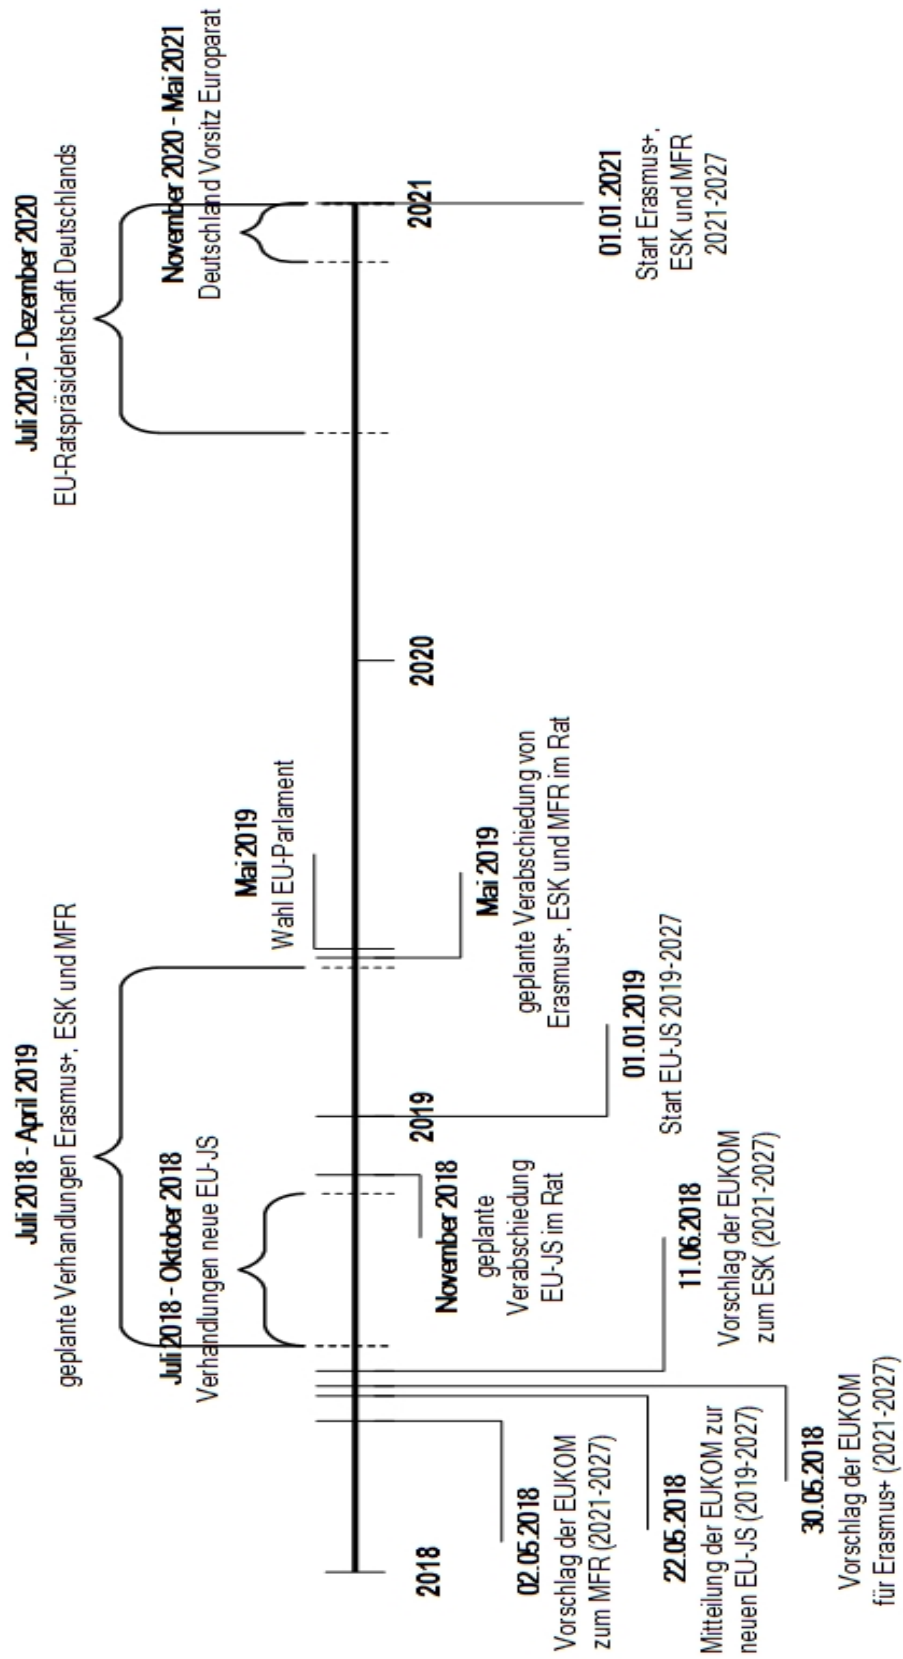 Juli 2018 - April 2019
geplante Verhandlungen Erasmus+, ESK und MFR
Juli 2020 - Dezember 2020
EU-Ratspräsidentschaft Deutschlands
Juli 2018 - Oktober 2018
Verhandlungen neue EU-JS
Mai 2019
Wahl EU-Parlament
November 2020 - Mai 2021
Deutschland Vorsitz Europarat
2018
2019
2020
2021
02.05.2018
Vorschlag der EUKOM
zum MFR (2021-2027)
22.05.2018
Mitteilung der EUKOM zur
neuen EU-JS (2019-2027)
30.05.2018
Vorschlag der EUKOM
für Erasmus+ (2021-2027)
11.06.2018
Vorschlag der EUKOM
zum ESK (2021-2027)
November 2018
geplante
Verabschiedung
EU-JS im Rat
01.01.2019
Start EU-JS 2019-2027
Mai 2019
geplante Verabschiedung von
Erasmus+, ESK und MFR im Rat
01.01.2021
Start Erasmus+,
ESK und MFR
2021-2027